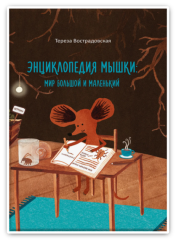 Тереза Вострадовская
ЭНЦИКЛОПЕДИЯ МЫШКИ:
МИР БОЛЬШОЙ И МАЛЕНЬКИЙ